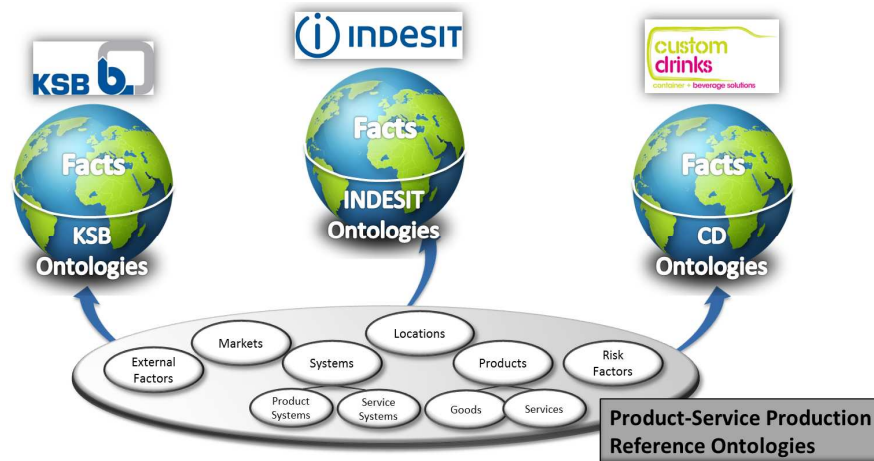 KSB b
INDESIT
custom
drinks
container + beverage solutions
Facts
KSB
Ontologies
Facts
INDESIT
Ontologies
Facts
CD
Ontologies
External
Factors
Markets
Systems
Locations
Products
Risk
Factors
Product
Systems
Service
Systems
Goods
Services
Product-Service Production
Reference Ontologies